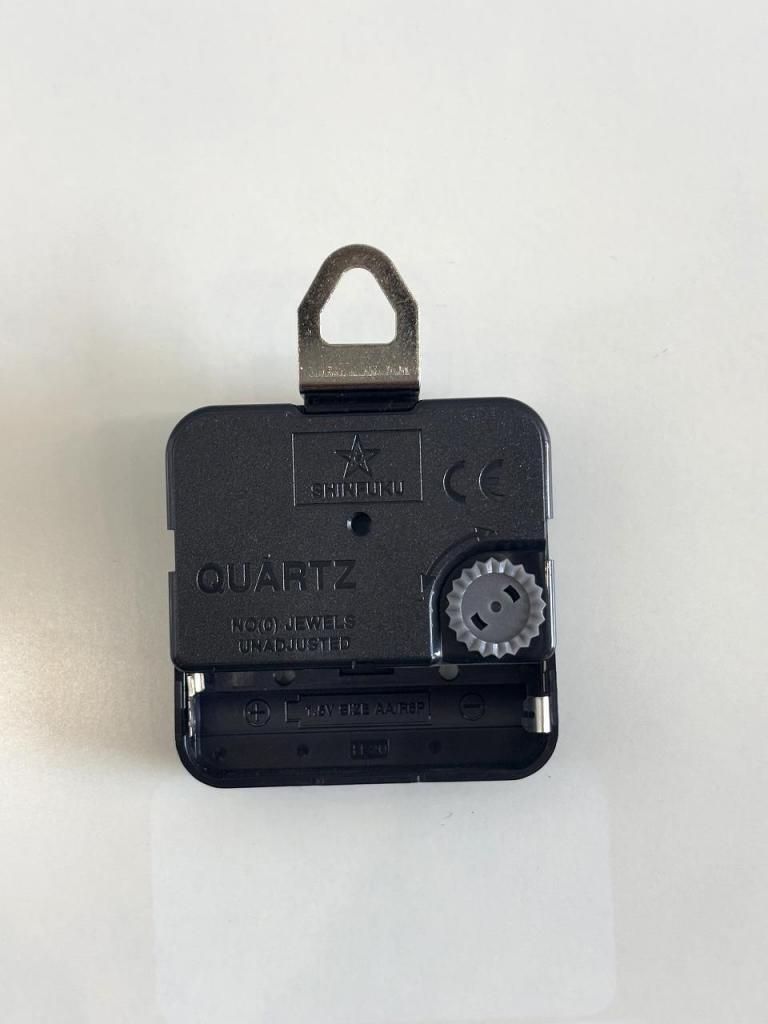 SHINFUKU
CE
QUARTZ
NO(0) JEWELS
UNADJUSTED
+ 1.5V SIZE AA/R6P −